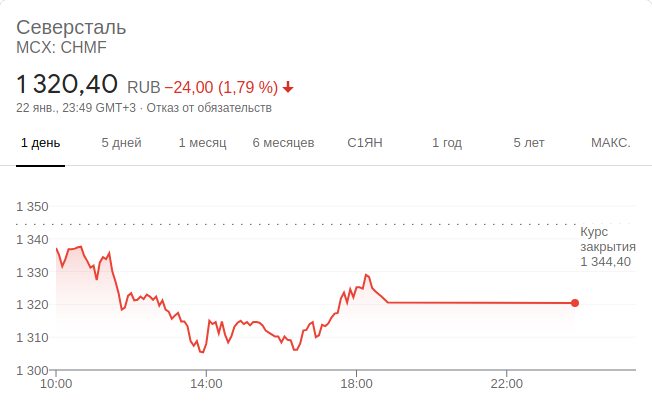 Северсталь
MCX: CHMF
1 320,40 RUB −24,00 (1,79 %)
22 янв., 23:49 GMT+3 · Отказ от обязательств
1 день 5 дней 1 месяц 6 месяцев С1ЯН 1 год 5 лет МАКС.
1 350
1 340
1 330
1 320
1 310
1 300
Курс
закрытия
1 344,40
10:00 14:00 18:00 22:00